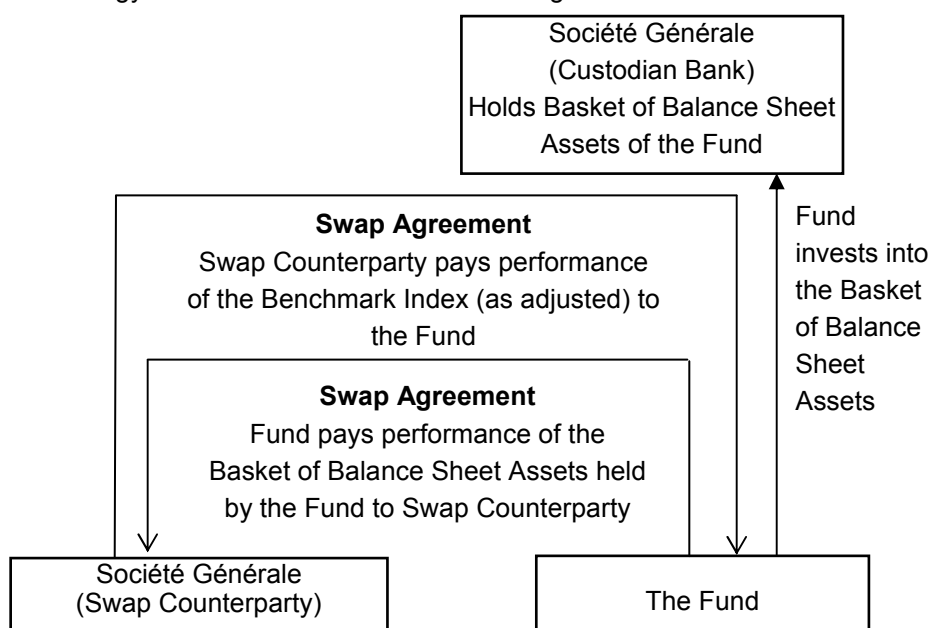 Société Générale
(Custodian Bank)
Holds Basket of Balance Sheet
Assets of the Fund
Swap Agreement
Swap Counterparty pays performance
of the Benchmark Index (as adjusted) to
the Fund
Fund
invests into
the Basket
of Balance
Sheet
Assets
Swap Agreement
Fund pays performance of the
Basket of Balance Sheet Assets held
by the Fund to Swap Counterparty
Société Générale
(Swap Counterparty)
The Fund